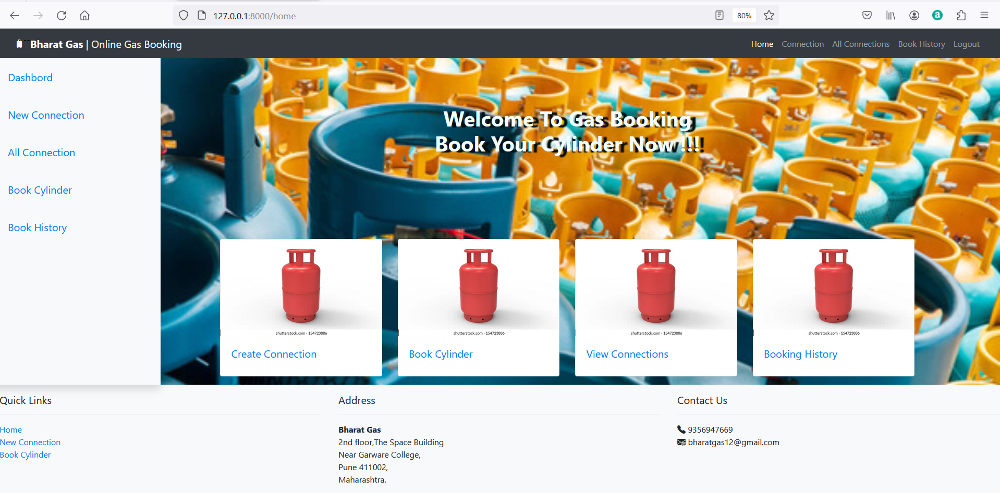 127.0.0.1:8000/home
80%
Bharat Gas | Online Gas Booking
Home Connection All Connections Book History Logout
Dashbord
New Connection
All Connection
Book Cylinder
Book History
Welcome To Gas Booking
Book Your Cylinder Now !!!
shutterstock.com · 154723886
Create Connection
shutterstock.com · 154723886
Book Cylinder
shutterstock.com · 154723886
View Connections
shutterstock.com · 154723886
Booking History
Quick Links
Home
New Connection
Book Cylinder
Address
Bharat Gas
2nd floor,The Space Building
Near Garware College,
Pune 411002,
Maharashtra.
Contact Us
9356947669
bharatgas12@gmail.com